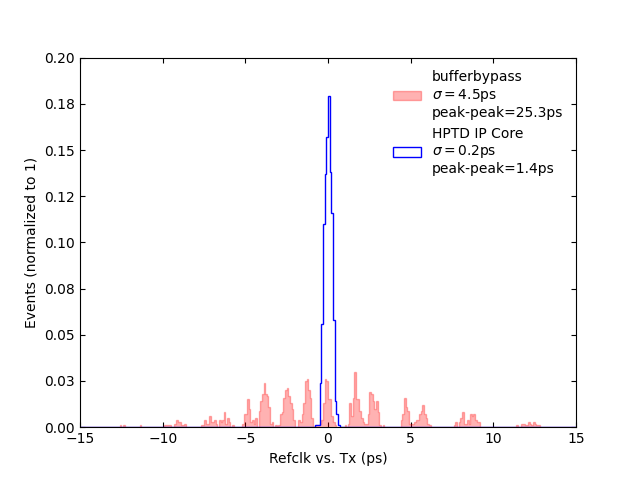 0.20
0.18
0.15
0.12
0.10
0.08
0.05
0.03
0.00
Events (normalized to 1)
bufferbypass
σ = 4.5ps
peak-peak=25.3ps
HPTD IP Core
σ = 0.2ps
peak-peak=1.4ps
−15 −10 −5 0 5 10 15
Refclk vs. Tx (ps)